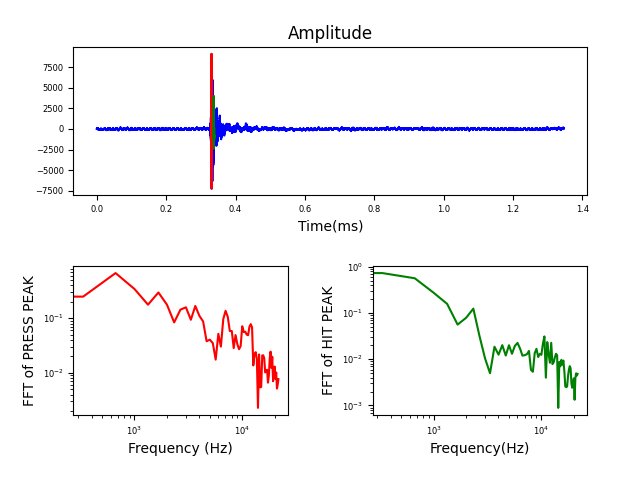 Amplitude
7500
5000
2500
0
−2500
−5000
−7500
0.0 0.2 0.4 0.6 0.8 1.0 1.2 1.4
Time(ms)
FFT of PRESS PEAK
10⁻¹
10⁻²
10³ 10⁴
Frequency (Hz)
FFT of HIT PEAK
10⁰
10⁻¹
10⁻²
10⁻³
10³ 10⁴
Frequency(Hz)